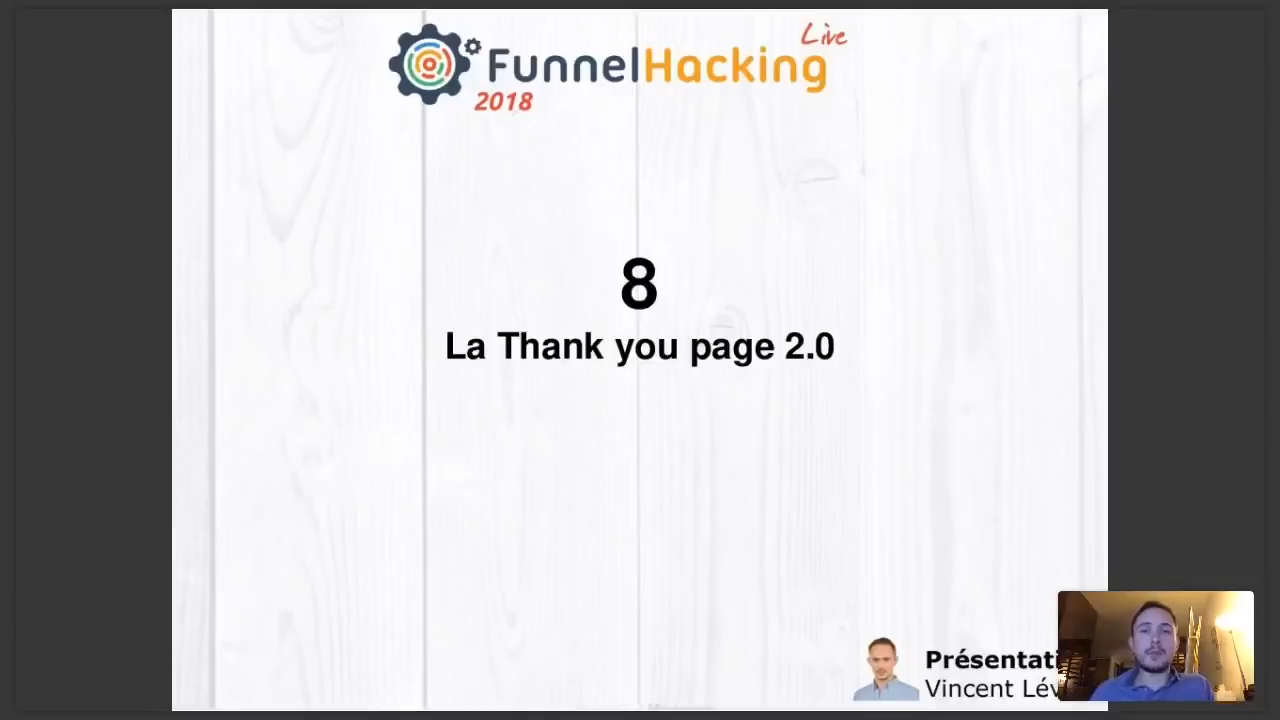 Live
FunnelHacking
2018
8
La Thank you page 2.0
Présentati
Vincent Lév